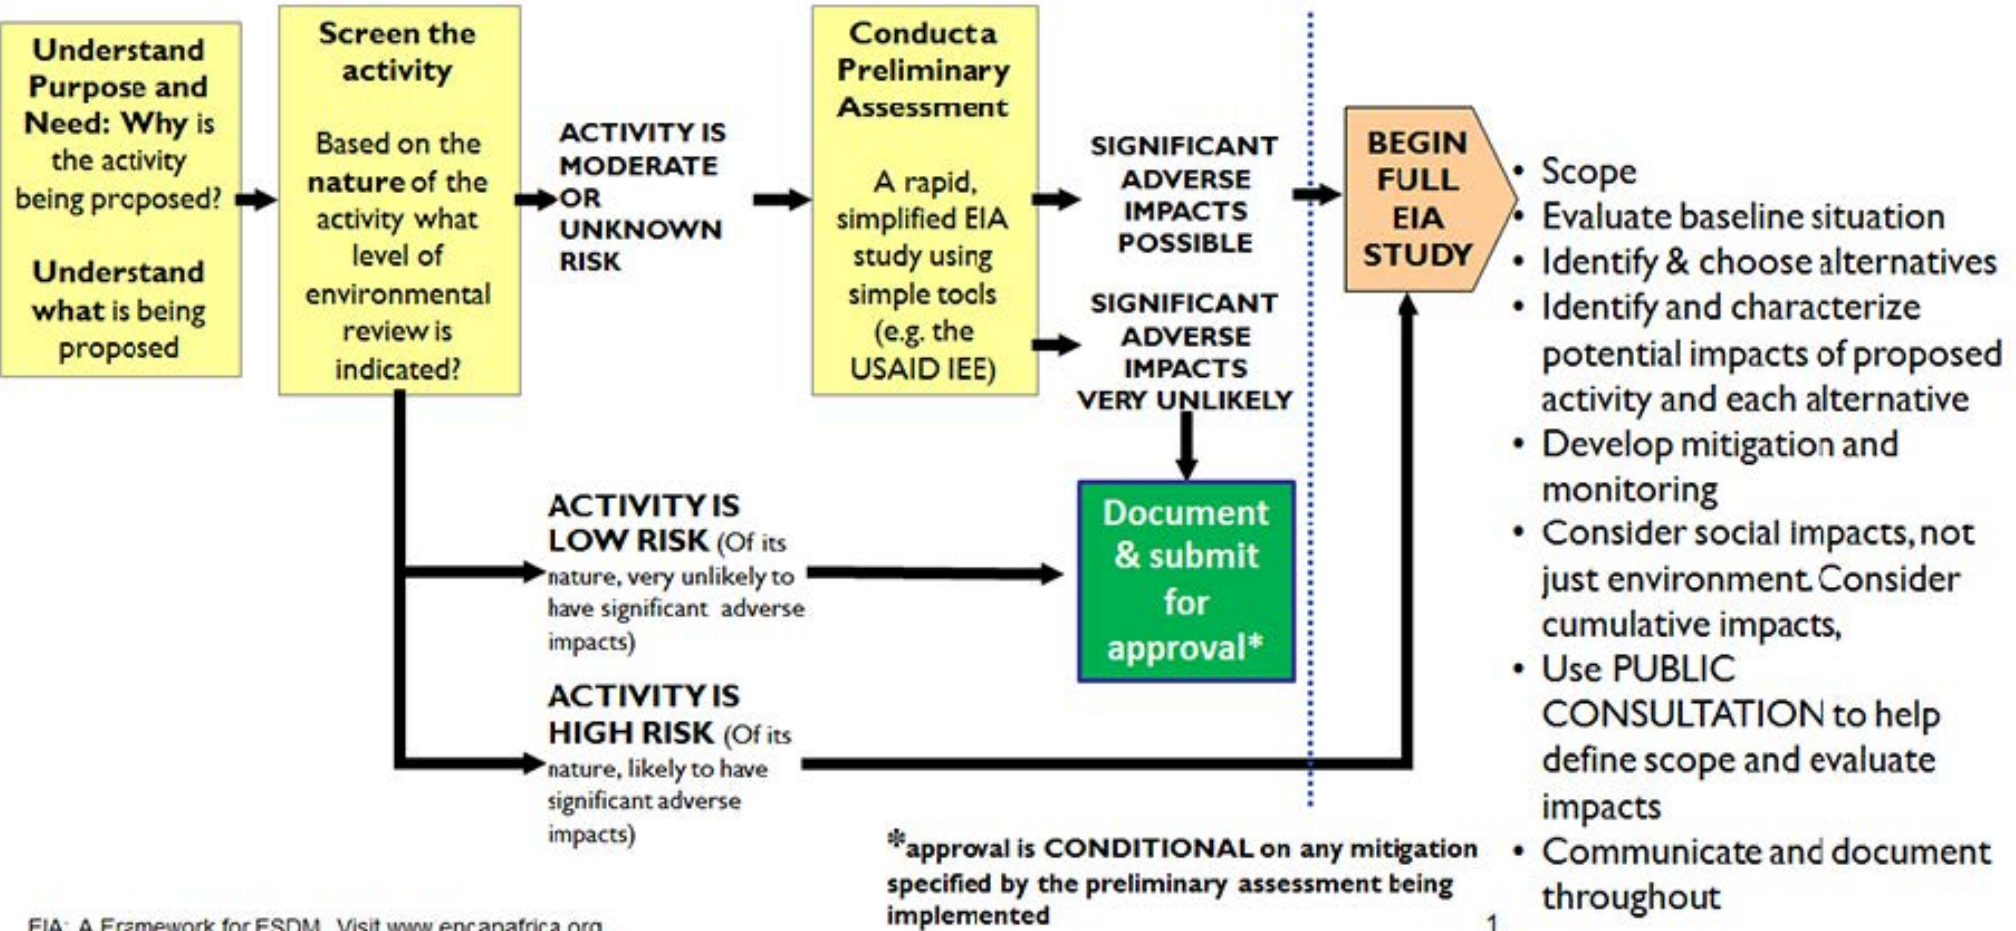 Understand
Purpose and
Need: Why is
the activity
being proposed?
Understand
what is being
proposed
Screen the
activity
Based on the
nature of the
activity what
level of
environmental
review is
indicated?
ACTIVITY IS
MODERATE
OR
UNKNOWN
RISK
Conduct a
Preliminary
Assessment
A rapid,
simplified EIA
study using
simple tools
(e.g. the
USAID IEE)
SIGNIFICANT
ADVERSE
IMPACTS
POSSIBLE
SIGNIFICANT
ADVERSE
IMPACTS
VERY UNLIKELY
ACTIVITY IS
LOW RISK (Of its
nature, very unlikely to
have significant adverse
impacts)
ACTIVITY IS
HIGH RISK (Of its
nature, likely to have
significant adverse
impacts)
Document
& submit
for
approval*
BEGIN
FULL
EIA
STUDY
• Scope
• Evaluate baseline situation
• Identify & choose alternatives
• Identify and characterize
potential impacts of proposed
activity and each alternative
• Develop mitigation and
monitoring
• Consider social impacts, not
just environment. Consider
cumulative impacts,
• Use PUBLIC
CONSULTATION to help
define scope and evaluate
impacts
• Communicate and document
throughout
*approval is CONDITIONAL on any mitigation
specified by the preliminary assessment being
implemented
EIA: A Framework for ESDM. Visit www.encapafrica.org
1